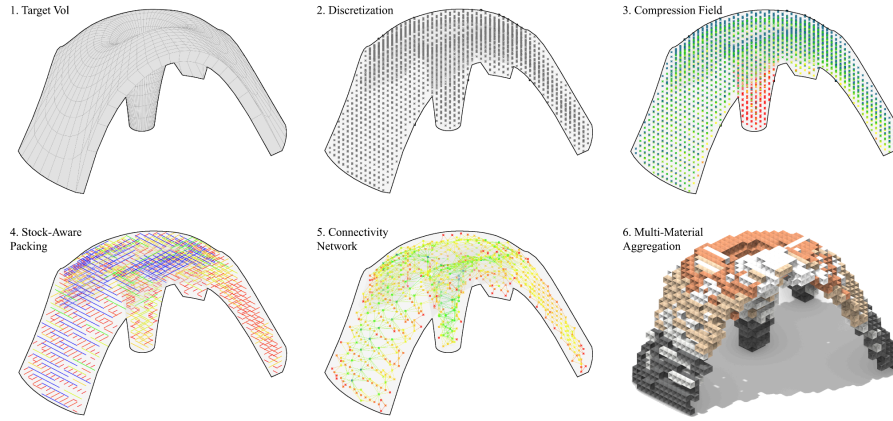 1. Target Vol
2. Discretization
3. Compression Field
4. Stock-Aware
Packing
5. Connectivity
Network
6. Multi-Material
Aggregation